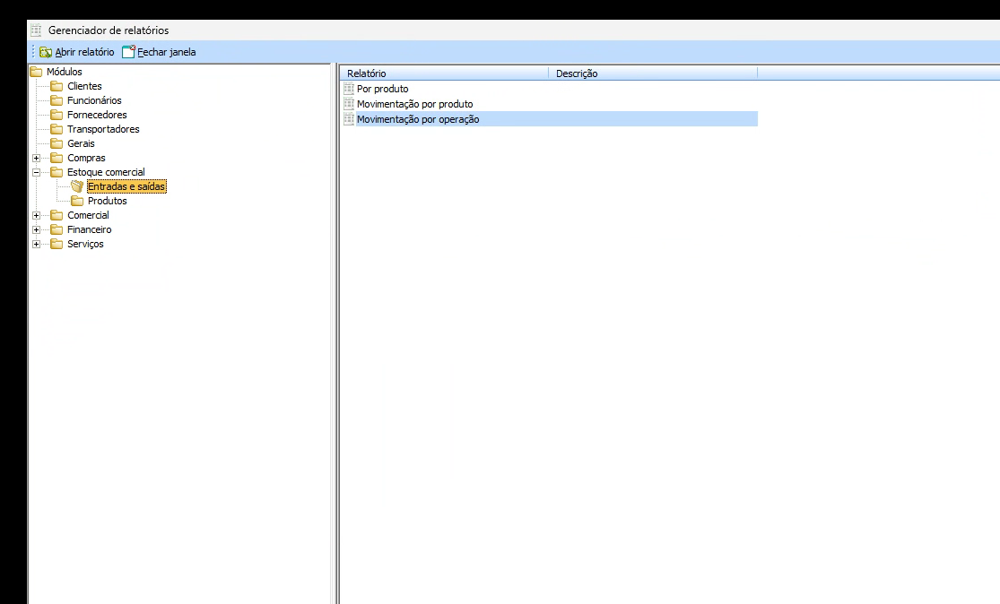 Gerenciador de relatórios
Abrir relatório Fechar janela
Módulos
Clientes
Funcionários
Fornecedores
Transportadores
Gerais
Compras
Estoque comercial
Entradas e saídas
Produtos
Comercial
Financeiro
Serviços
Relatório Descrição
Por produto
Movimentação por produto
Movimentação por operação